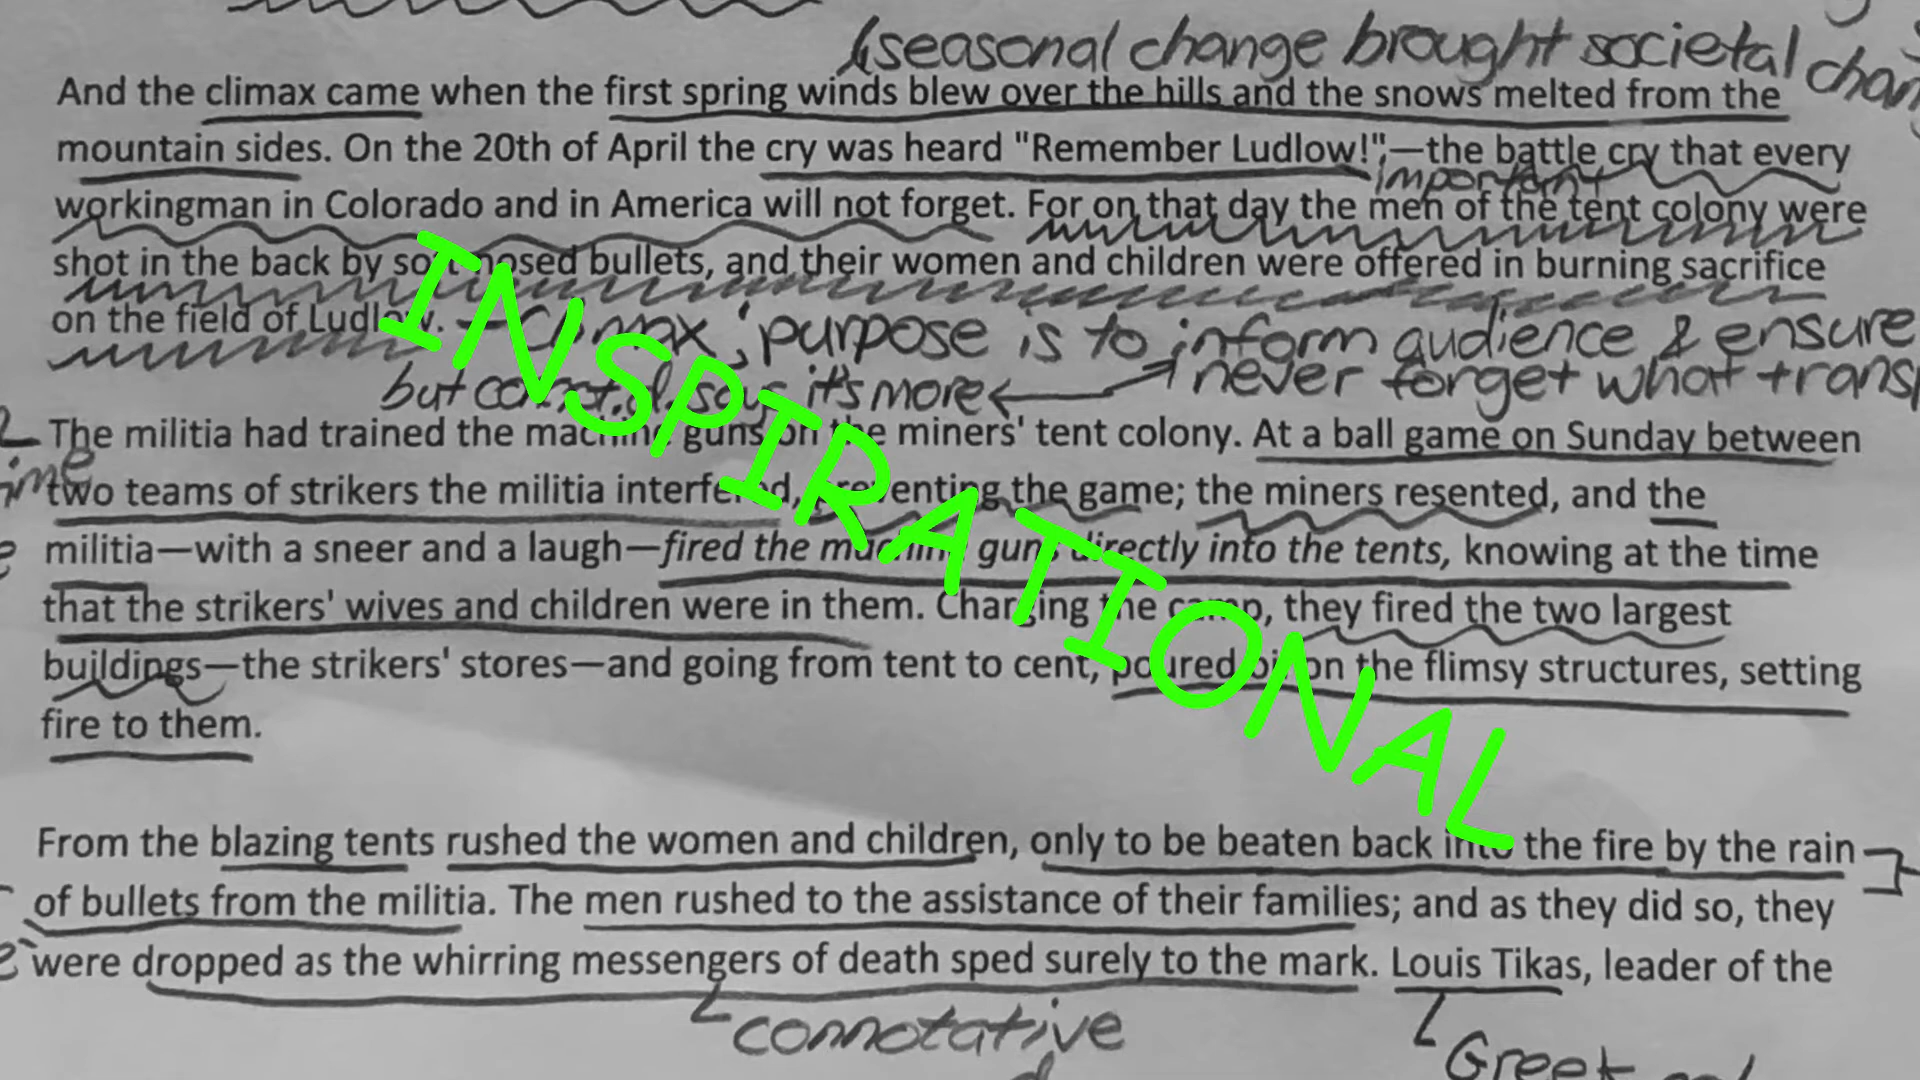 seasonal change brought societal
And the climax came when the first spring winds blew over the hills and the snows melted from the
mountain sides. On the 20th of April the cry was heard "Remember Ludlow!",—the battle cry that every
important
workingman in Colorado and in America will not forget. For on that day the men of the tent colony were
shot in the back by soft-nosed bullets, and their women and children were offered in burning sacrifice
on the field of Ludlow. - Climax; purpose is to inform audience & ensure
but says it's more never forget what
The militia had trained the machine guns on the miners' tent colony. At a ball game on Sunday between
two teams of strikers the militia interfered, preventing the game; the miners resented, and the
militia—with a sneer and a laugh—fired the machine guns directly into the tents, knowing at the time
that the strikers' wives and children were in them. Charging the camp, they fired the two largest
buildings—the strikers' stores—and going from tent to cent, poured oil on the flimsy structures, setting
fire to them.
INSPIRATIONAL
From the blazing tents rushed the women and children, only to be beaten back into the fire by the rain
of bullets from the militia. The men rushed to the assistance of their families; and as they did so, they
were dropped as the whirring messengers of death sped surely to the mark. Louis Tikas, leader of the
connotative
Greek